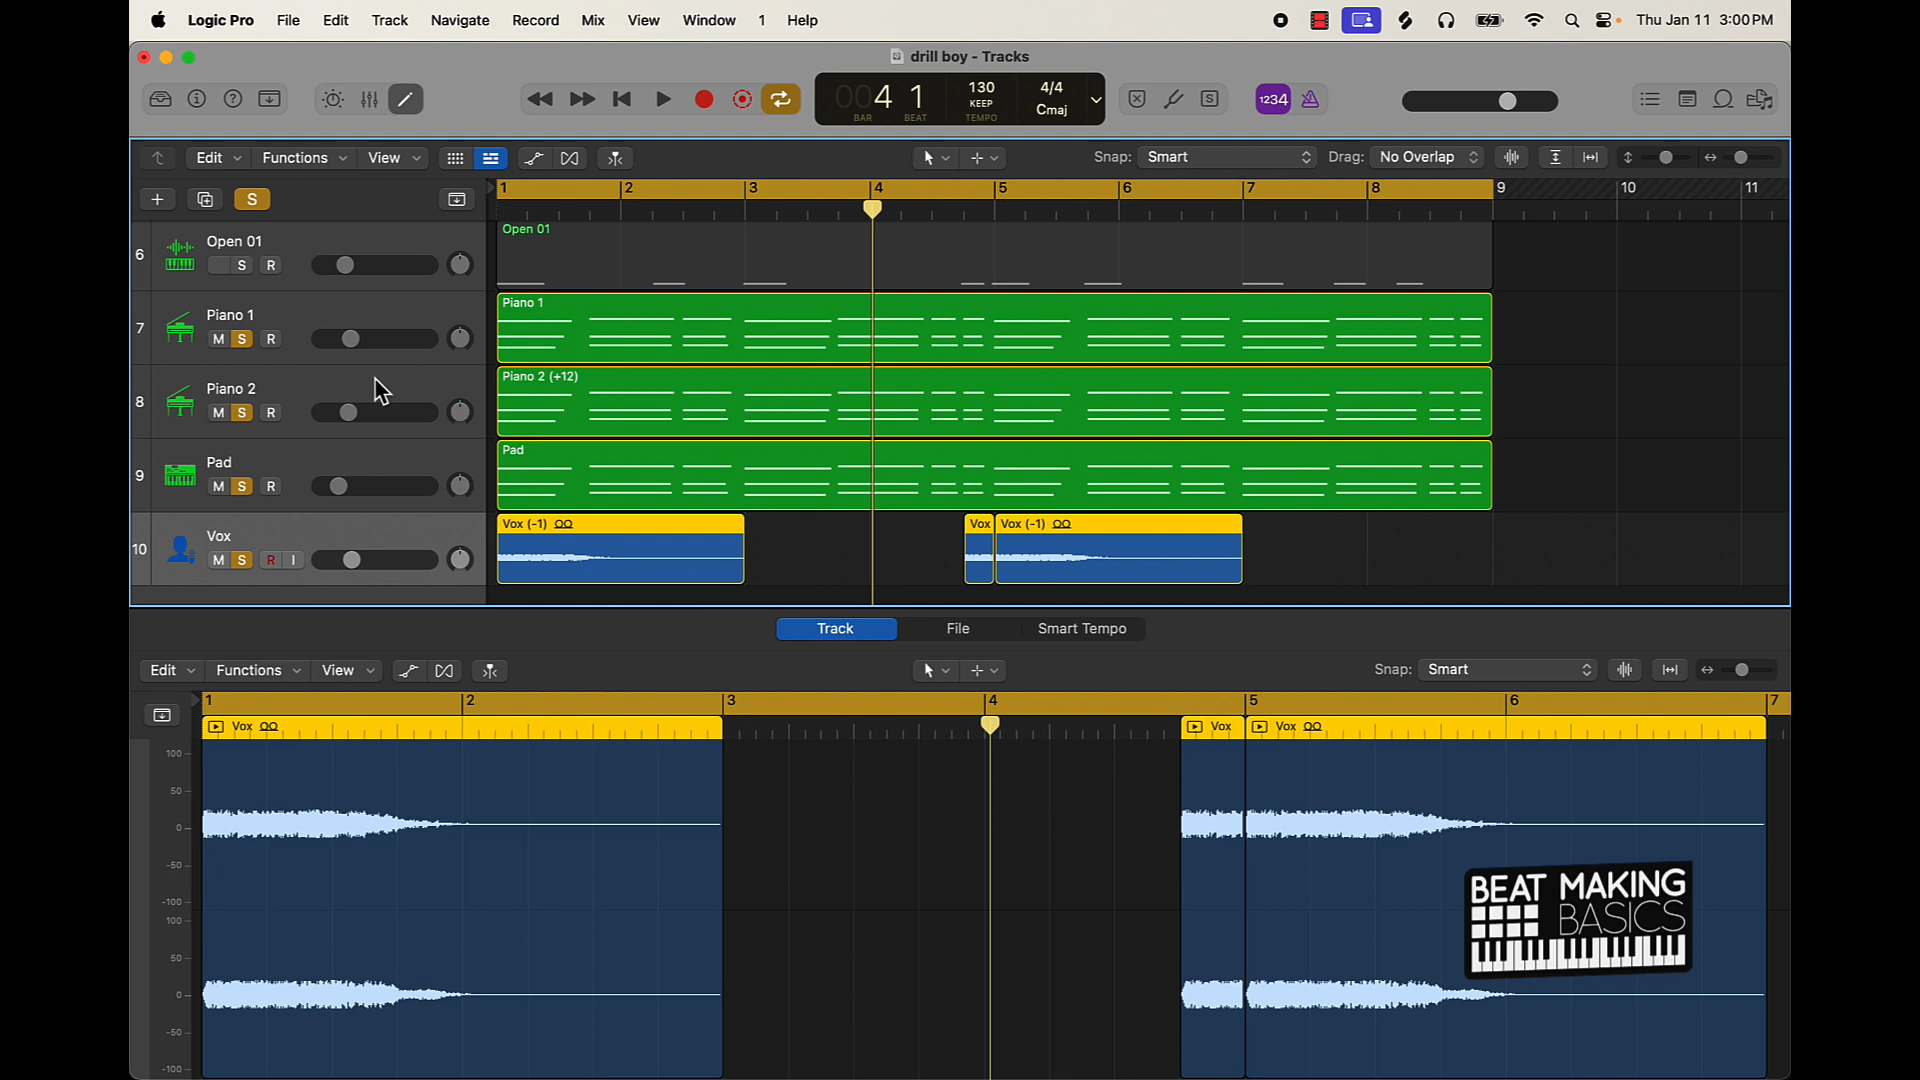 Logic Pro File Edit Track Navigate Record Mix View Window 1 Help Thu Jan 11 3:00 PM
drill boy - Tracks
004 1 130 4/4
KEEP Cmaj
BAR BEAT TEMPO
1234
S
Edit Functions View Snap: Smart Drag: No Overlap
S
1 2 3 4 5 6 7 8 9 10 11
6 Open 01
S R
Open 01
7 Piano 1
M S R
Piano 1
8 Piano 2
M S R
Piano 2 (+12)
9 Pad
M S R
Pad
10 Vox
M S R I
Vox (-1) Vox Vox (-1)
Track File Smart Tempo
Edit Functions View Snap: Smart
1 2 3 4 5 6 7
Vox Vox Vox
100
50
0
-50
-100
100
50
0
-50
-100
BEAT MAKING
BASICS